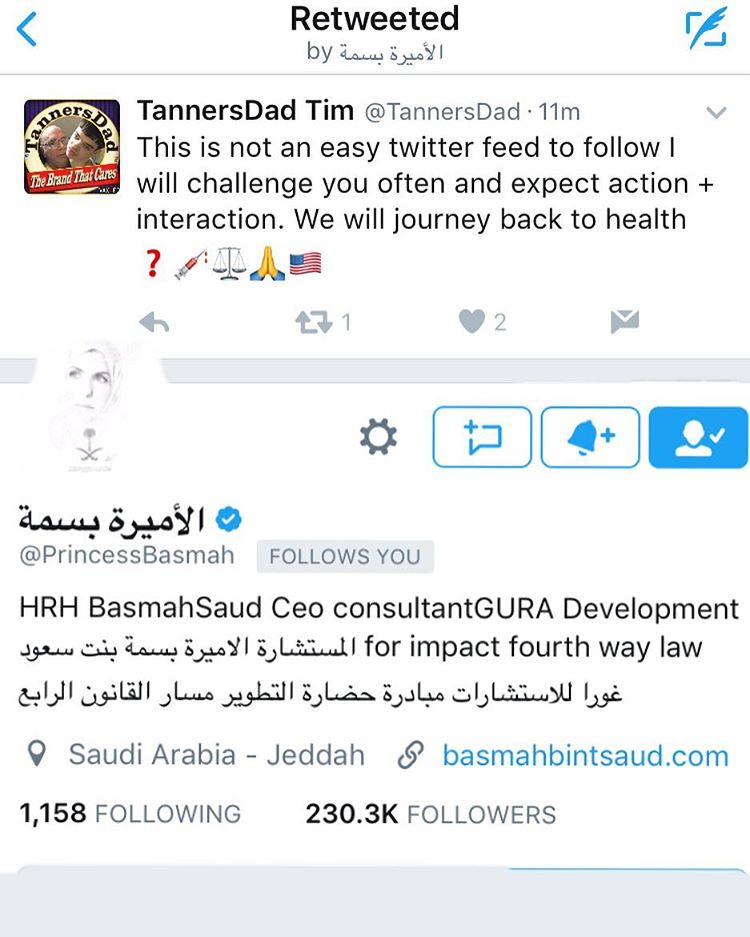 Retweeted
by الأميرة بسمة
TannersDad
The Brand That Cares
TannersDad Tim @TannersDad · 11m
This is not an easy twitter feed to follow I
will challenge you often and expect action +
interaction. We will journey back to health
❓💉⚖️🙏🇺🇸
1
2
الأميرة بسمة
@PrincessBasmah FOLLOWS YOU
HRH BasmahSaud Ceo consultantGURA Development
المستشارة الاميرة بسمة بنت سعود for impact fourth way law
غورا للاستشارات مبادرة حضارة التطوير مسار القانون الرابع
Saudi Arabia - Jeddah basmahbintsaud.com
1,158 FOLLOWING 230.3K FOLLOWERS